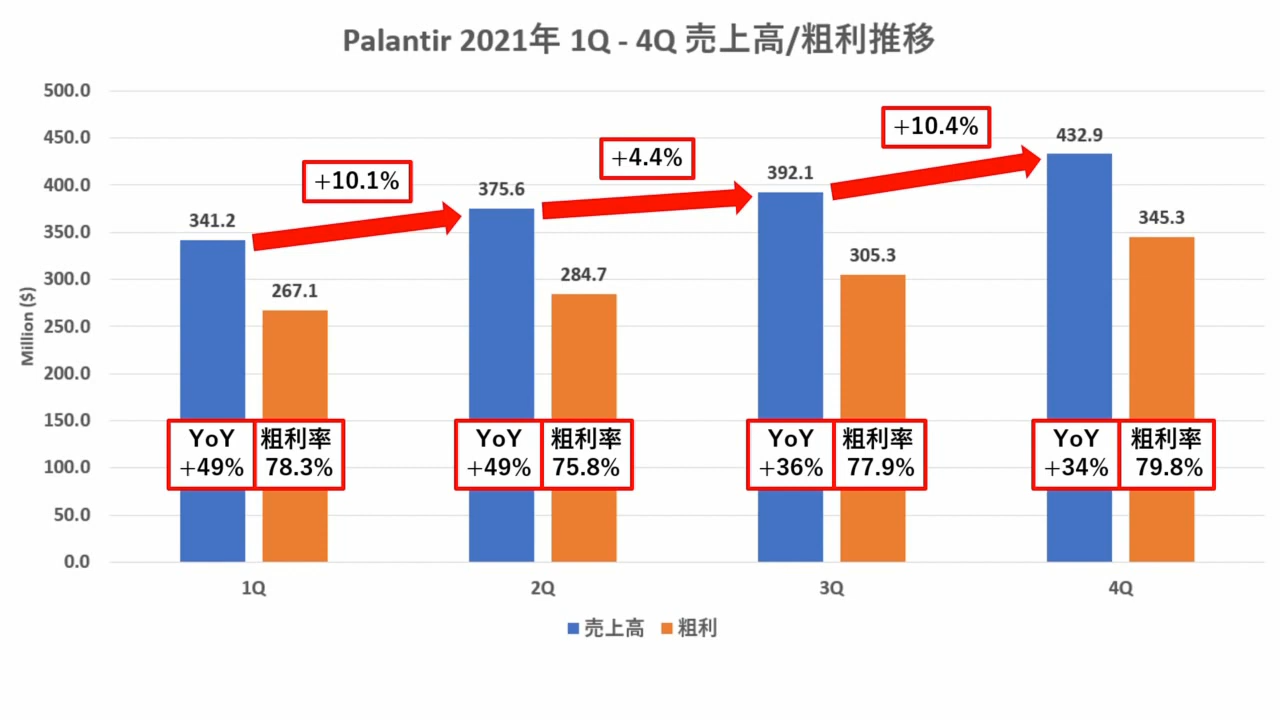 Palantir 2021年 1Q - 4Q 売上高/粗利推移
500.0
450.0
400.0
350.0
300.0
250.0
200.0
150.0
100.0
50.0
0.0
Million ($)
+10.1%
+4.4%
+10.4%
341.2
267.1
375.6
284.7
392.1
305.3
432.9
345.3
YoY
+49%
粗利率
78.3%
YoY
+49%
粗利率
75.8%
YoY
+36%
粗利率
77.9%
YoY
+34%
粗利率
79.8%
1Q
2Q
3Q
4Q
売上高 粗利